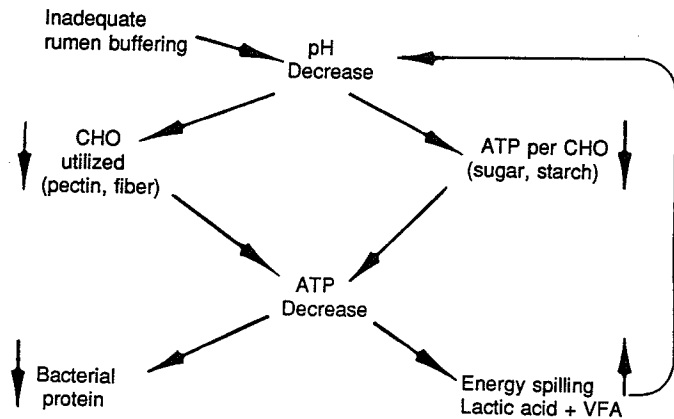 Inadequate
rumen buffering
pH
Decrease
CHO
utilized
(pectin, fiber)
ATP per CHO
(sugar, starch)
ATP
Decrease
Bacterial
protein
Energy spilling
Lactic acid + VFA